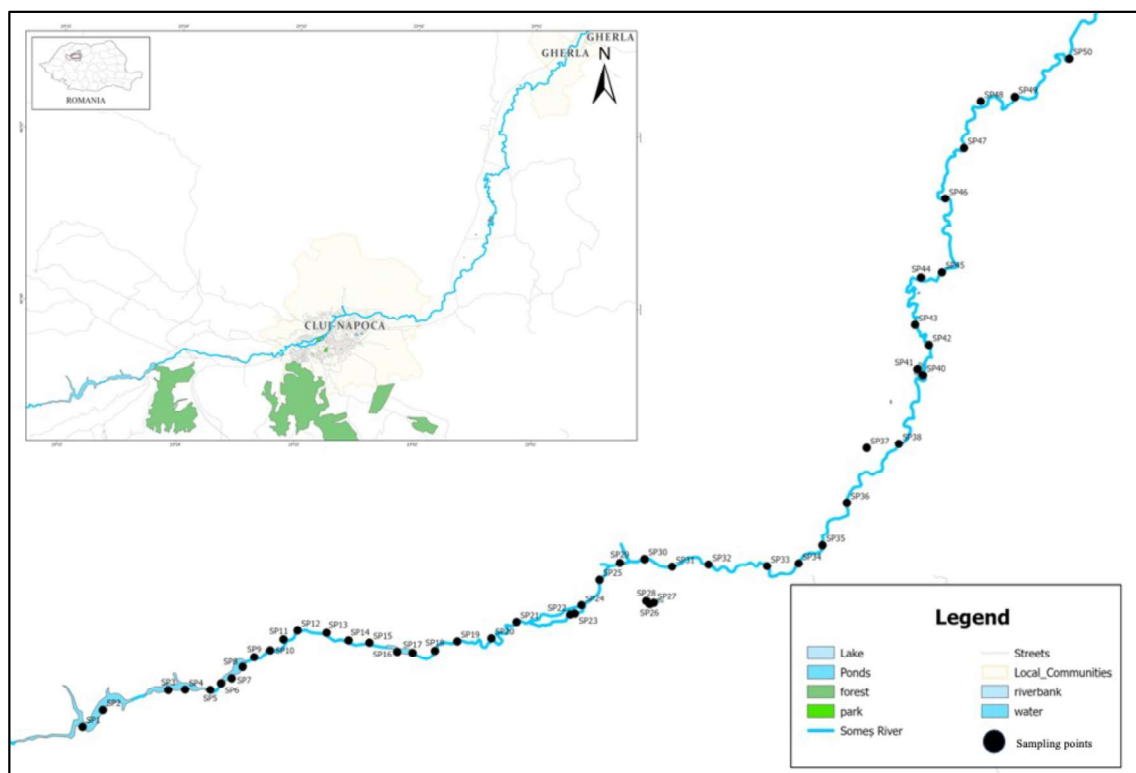 GHERLA
GHERLA
N
ROMANIA
CLUJ-NAPOCA
SP50
SP48
SP49
SP47
SP46
SP44
SP45
SP43
SP42
SP41
SP40
SP37
SP38
SP36
SP35
SP29
SP30
SP31
SP32
SP33
SP34
SP25
SP28
SP27
SP26
SP24
SP22
SP23
SP21
SP20
SP19
SP18
SP17
SP16
SP15
SP14
SP13
SP12
SP11
SP10
SP9
SP8
SP7
SP6
SP5
SP4
SP3
SP2
SP1
Legend
Lake
Ponds
forest
park
Someș River
Streets
Local_Communities
riverbank
water
Sampling points